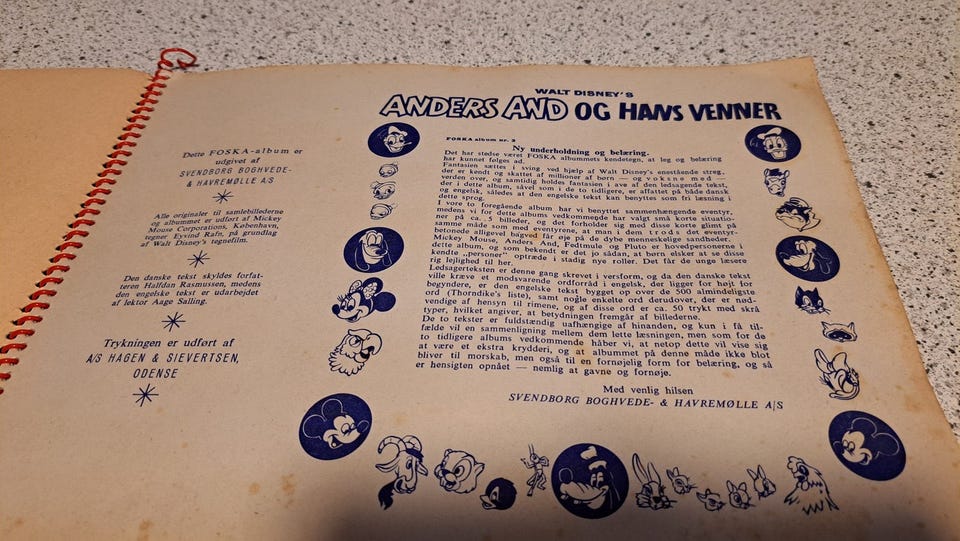 Dette FOSKA-album er
udgivet af
SVENDBORG BOGHVEDE-
& HAVREMØLLE A/S
Alle originaler til samlebillederne
og albummet er udført af Mickey
Mouse Corporations, København,
tegner Eyvind Rafn, på grundlag
af Walt Disney's tegnefilm.
Den danske tekst skyldes forfat-
teren Halfdan Rasmussen, medens
den engelske tekst er udarbejdet
af lektor Aage Salling.
Trykningen er udført af
A/S HAGEN & SIEVERTSEN,
ODENSE
WALT DISNEY'S
ANDERS AND OG HANS VENNER
FOSKA album nr. 3
Ny underholdning og belæring.
Det har stedse været FOSKA albummets kendetegn, at leg og belæring
har kunnet følges ad.
Fantasien sættes i sving ved hjælp af Walt Disney's enestående streg,
der er kendt og skattet af millioner af børn — og voksne med —
verden over, og samtidig holdes fantasien i ave af den ledsagende tekst,
der i dette album, såvel som i de to tidligere, er affattet på både dansk
og engelsk, således at den engelske tekst kan benyttes som fri læsning i
dette sprog.
I vore to foregående album har vi benyttet sammenhængende eventyr,
medens vi for dette albums vedkommende har valgt små korte situatio-
ner på ca. 5 billeder, og det forholder sig med disse korte glimt på
samme måde som med eventyrene, at man i dem trods det eventyr-
betonede alligevel bagved får øje på de dybe menneskelige sandheder.
Mickey Mouse, Anders And, Fedtmule og Pluto er hovedpersonerne i
dette album, og som bekendt er det jo sådan, at børn elsker at se disse
kendte „personer" optræde i stadig nye roller. Det får de unge læsere
rig lejlighed til her.
Ledsagerteksten er denne gang skrevet i versform, og da den danske tekst
ville kræve et modsvarende ordforråd i engelsk, der ligger for højt for
begyndere, er den engelske tekst bygget op over de 500 almindeligste
ord (Thorndike's liste), samt nogle enkelte ord derudover, der er nød-
vendige af hensyn til rimene, og af disse ord er ca. 50 trykt med skrå
typer, hvilket angiver, at betydningen fremgår af billederne.
De to tekster er fuldstændig uafhængige af hinanden, og kun i få til-
fælde vil en sammenligning mellem dem lette læsningen, men som for de
to tidligere albums vedkommende håber vi, at netop dette vil vise sig
at være et ekstra krydderi, og at albummet på denne måde ikke blot
bliver til morskab, men også til en fornøjelig form for belæring, og så
er hensigten opnået — nemlig at gavne og fornøje.
Med venlig hilsen
SVENDBORG BOGHVEDE- & HAVREMØLLE A/S